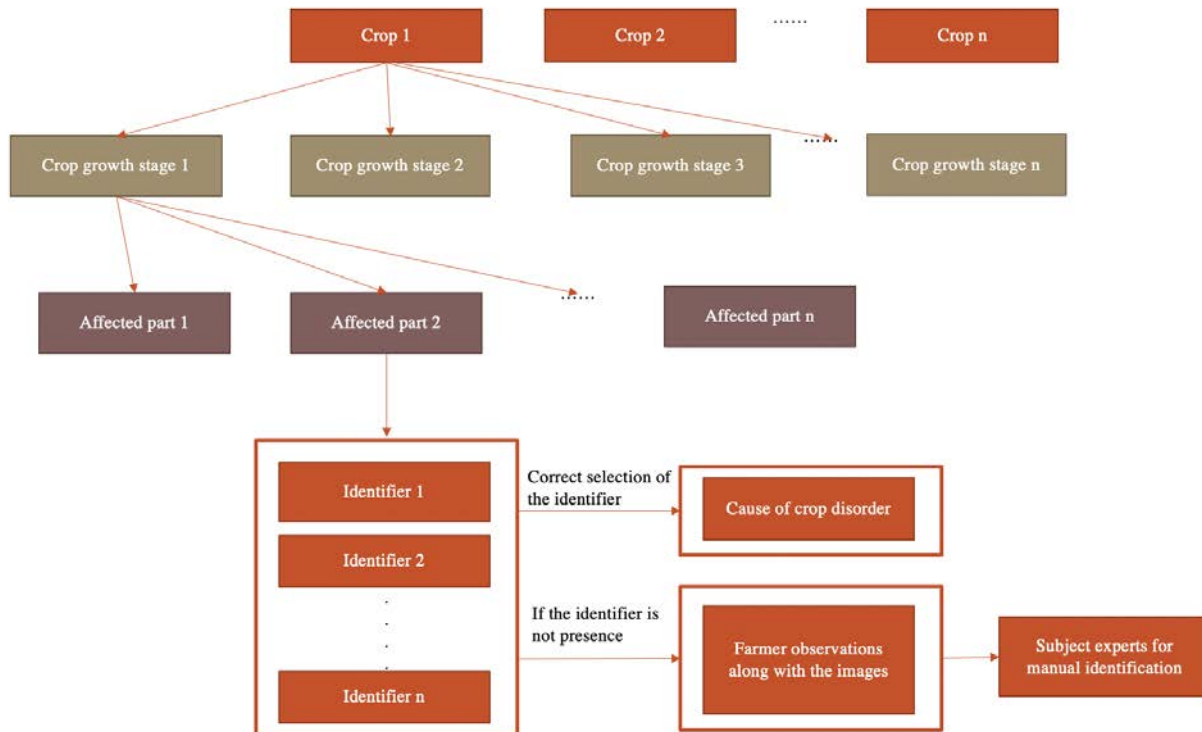 Crop 1
Crop 2
......
Crop n
Crop growth stage 1
Crop growth stage 2
Crop growth stage 3
......
Crop growth stage n
Affected part 1
Affected part 2
......
Affected part n
Identifier 1
Identifier 2
.
.
.
.
Identifier n
Correct selection of
the identifier
Cause of crop disorder
If the identifier is
not presence
Farmer observations
along with the images
Subject experts for
manual identification